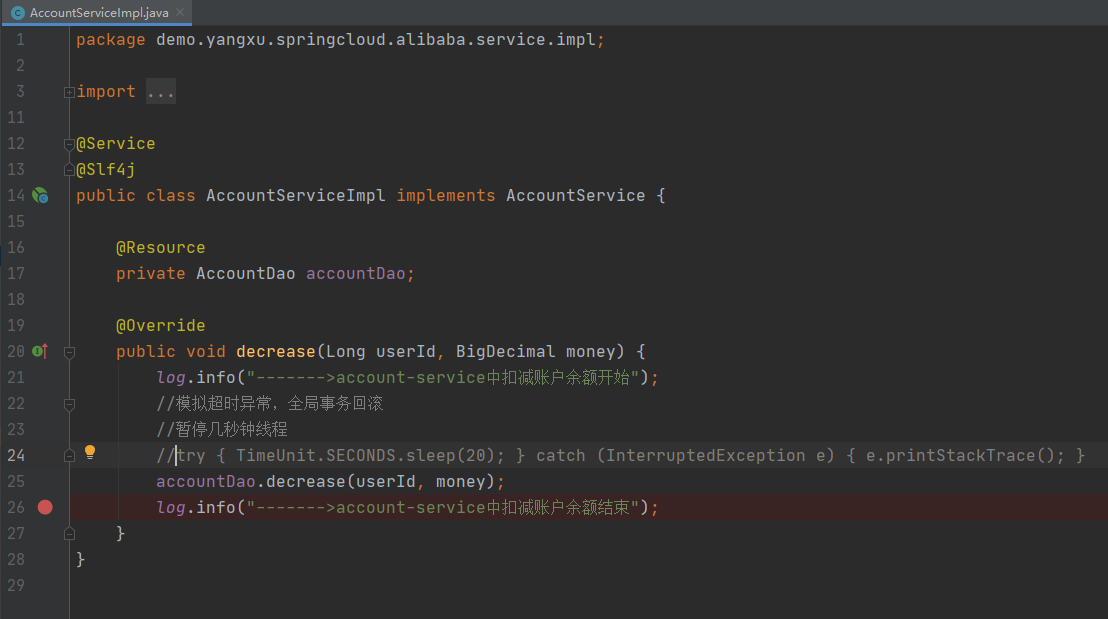 AccountServiceImpl.java
1 package demo.yangxu.springcloud.alibaba.service.impl;
2
3 import ...
11
12 @Service
13 @Slf4j
14 public class AccountServiceImpl implements AccountService {
15
16 @Resource
17 private AccountDao accountDao;
18
19 @Override
20 public void decrease(Long userId, BigDecimal money) {
21 log.info("------->account-service中扣减账户余额开始");
22 //模拟超时异常，全局事务回滚
23 //暂停几秒钟线程
24 //try { TimeUnit.SECONDS.sleep(20); } catch (InterruptedException e) { e.printStackTrace(); }
25 accountDao.decrease(userId, money);
26 log.info("------->account-service中扣减账户余额结束");
27 }
28 }
29